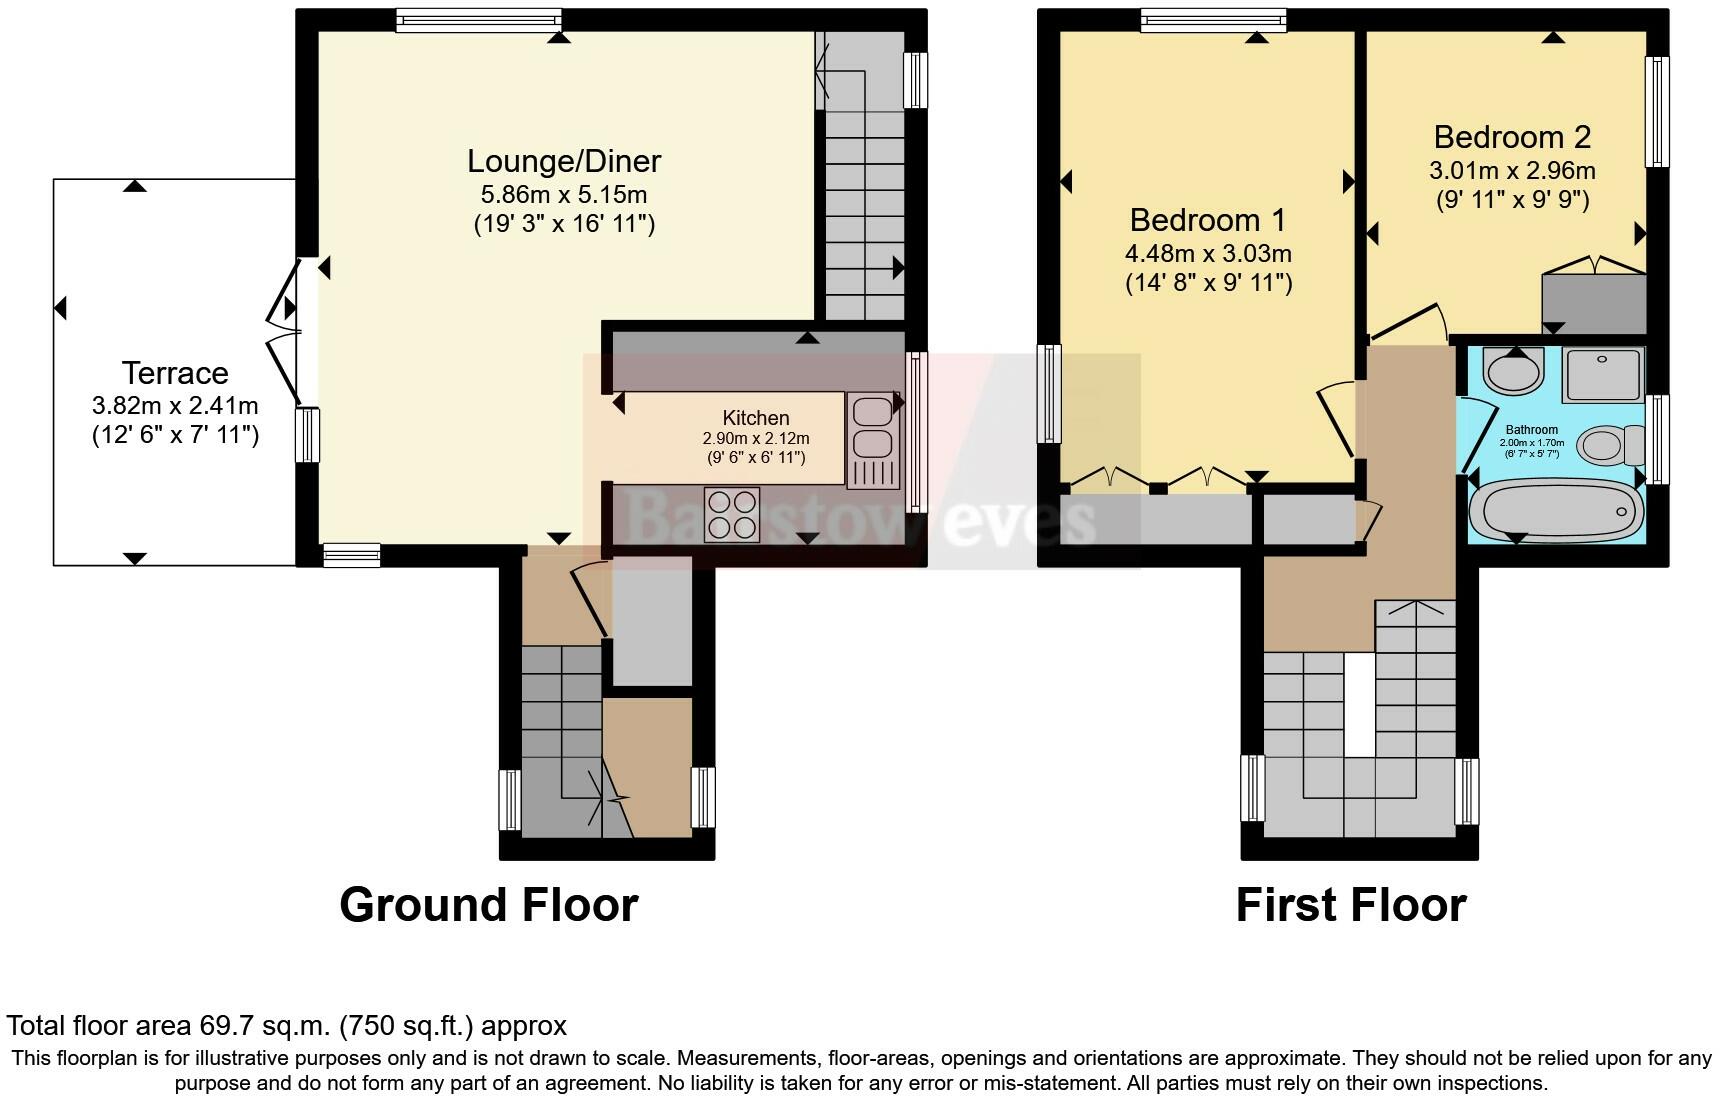 Lounge/Diner
5.86m x 5.15m
(19' 3" x 16' 11")
Terrace
3.82m x 2.41m
(12' 6" x 7' 11")
Kitchen
2.90m x 2.12m
(9' 6" x 6' 11")
Bairstow eves
Ground Floor
Bedroom 1
4.48m x 3.03m
(14' 8" x 9' 11")
Bedroom 2
3.01m x 2.96m
(9' 11" x 9' 9")
Bathroom
2.00m x 1.70m
(6' 7" x 5' 7")
First Floor
Total floor area 69.7 sq.m. (750 sq.ft.) approx
This floorplan is for illustrative purposes only and is not drawn to scale. Measurements, floor-areas, openings and orientations are approximate. They should not be relied upon for any
purpose and do not form any part of an agreement. No liability is taken for any error or mis-statement. All parties must rely on their own inspections.